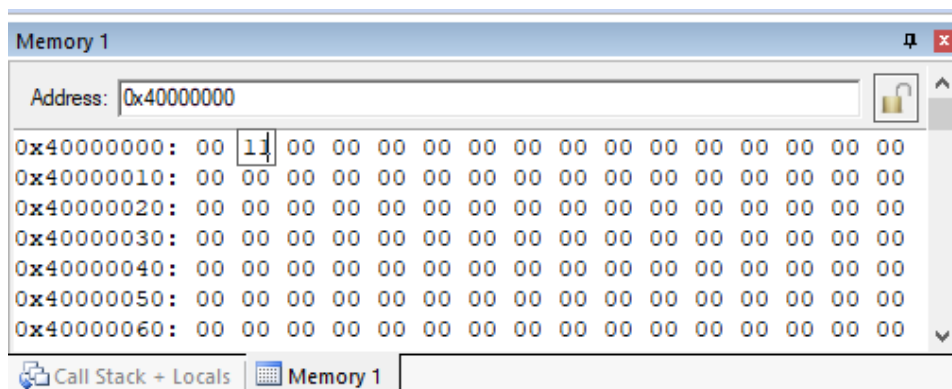 Memory 1
Address: 0x40000000
0x40000000: 00 11 00 00 00 00 00 00 00 00 00 00 00 00 00 00
0x40000010: 00 00 00 00 00 00 00 00 00 00 00 00 00 00 00 00
0x40000020: 00 00 00 00 00 00 00 00 00 00 00 00 00 00 00 00
0x40000030: 00 00 00 00 00 00 00 00 00 00 00 00 00 00 00 00
0x40000040: 00 00 00 00 00 00 00 00 00 00 00 00 00 00 00 00
0x40000050: 00 00 00 00 00 00 00 00 00 00 00 00 00 00 00 00
0x40000060: 00 00 00 00 00 00 00 00 00 00 00 00 00 00 00 00
Call Stack + Locals Memory 1